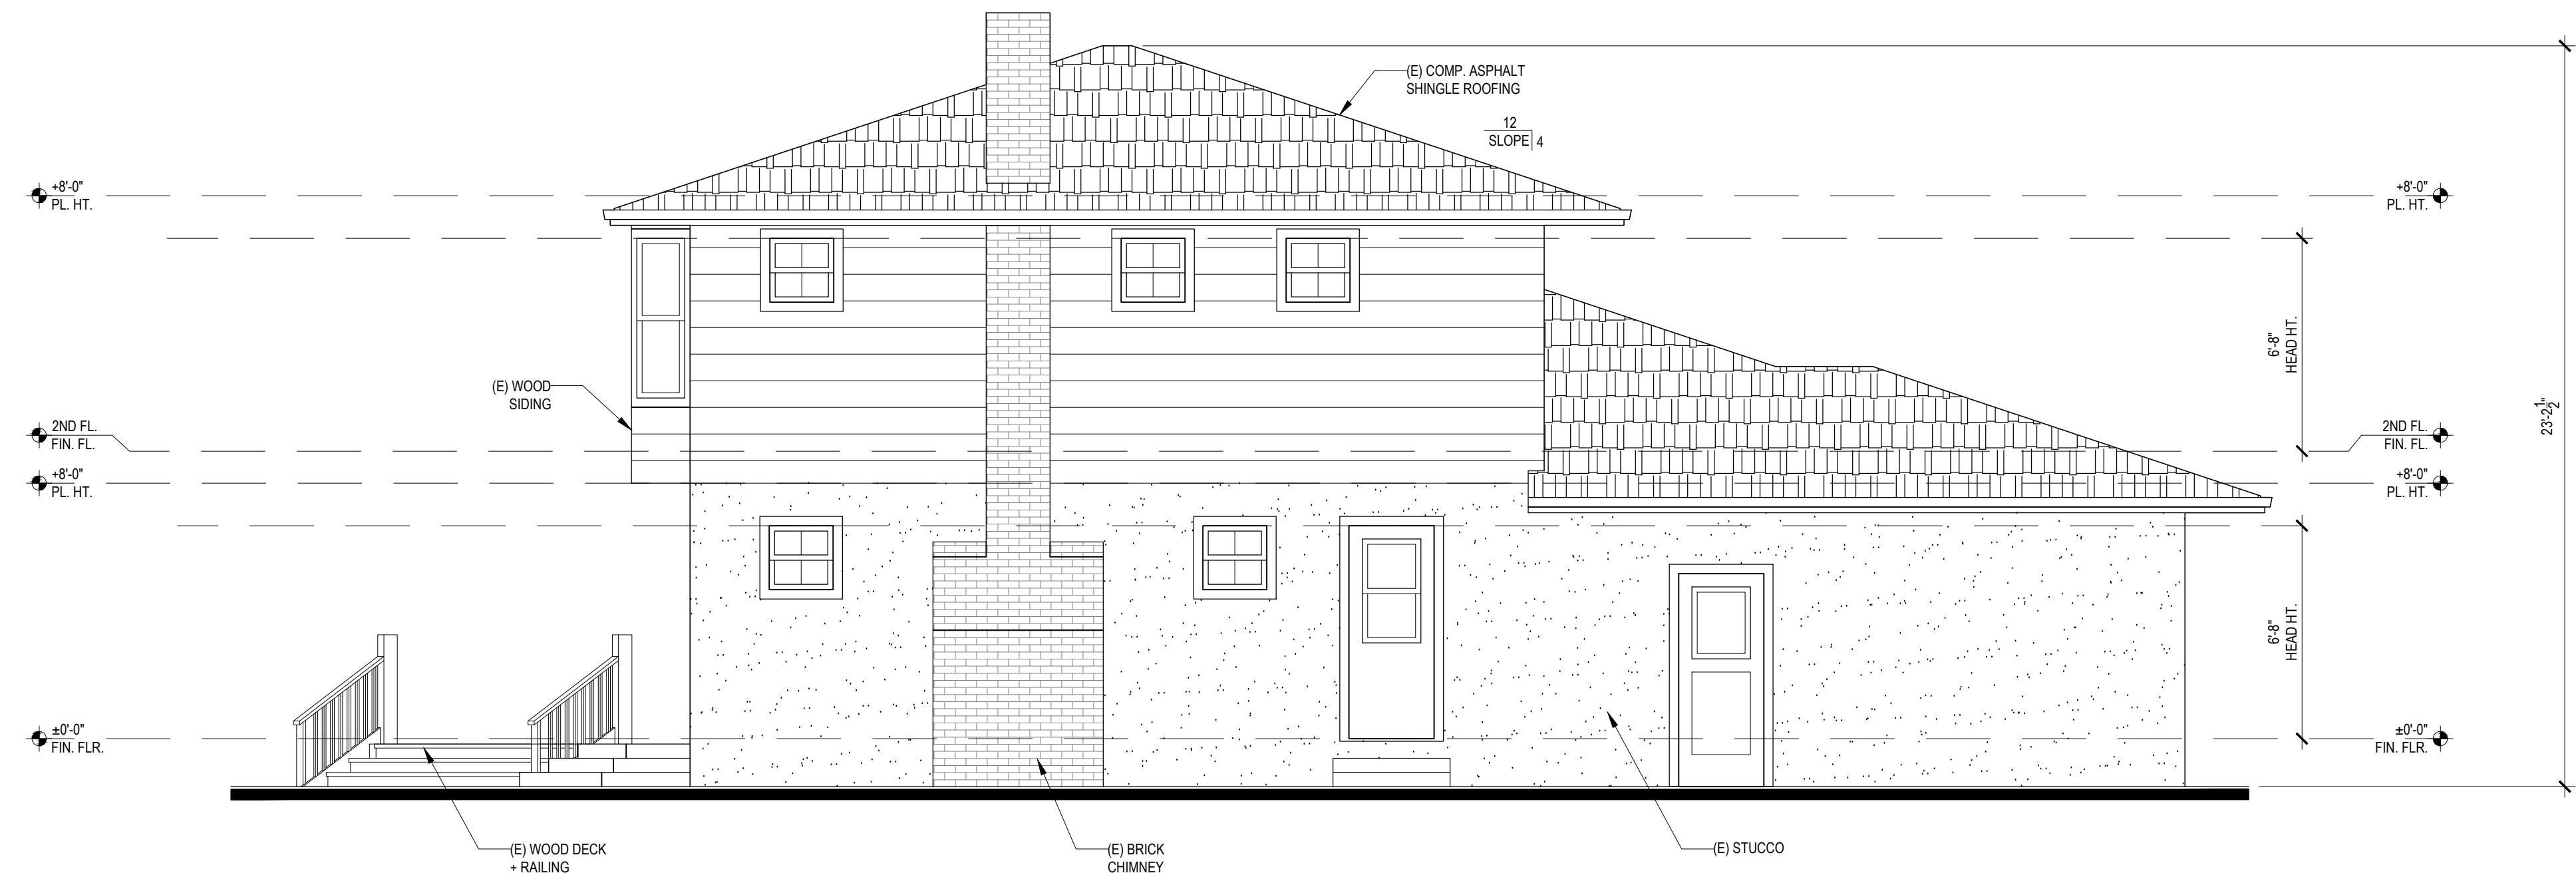 (E) COMP. ASPHALT
SHINGLE ROOFING
12
SLOPE 4
+8'-0"
PL. HT.
+8'-0"
PL. HT.
6'-8"
HEAD HT.
(E) WOOD
SIDING
23'-2 1/2"
2ND FL.
FIN. FL.
2ND FL.
FIN. FL.
+8'-0"
PL. HT.
+8'-0"
PL. HT.
6'-8"
HEAD HT.
±0'-0"
FIN. FLR.
±0'-0"
FIN. FLR.
(E) WOOD DECK
+ RAILING
(E) BRICK
CHIMNEY
(E) STUCCO